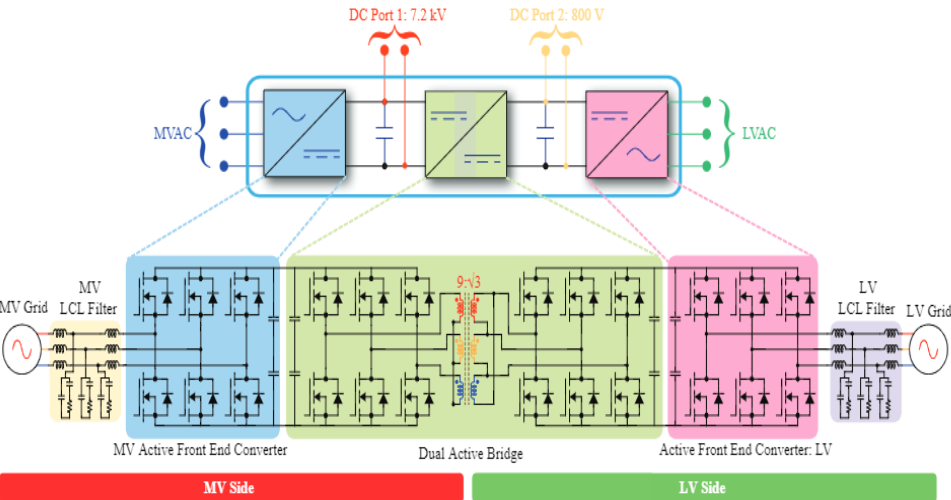 DC Port 1: 7.2 kV
DC Port 2: 800 V
MVAC
LVAC
9:√3
MV Grid
MV
LCL Filter
LV
LCL Filter
LV Grid
MV Active Front End Converter
Dual Active Bridge
Active Front End Converter: LV
MV Side
LV Side